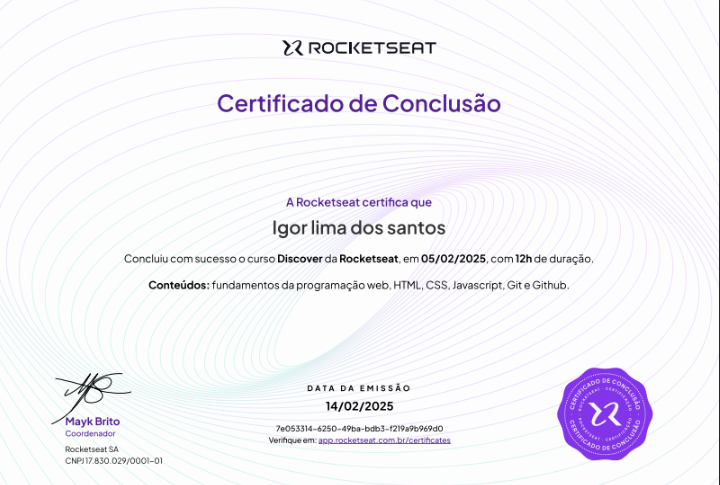 ROCKETSEAT
Certificado de Conclusão
A Rocketseat certifica que
Igor lima dos santos
Concluiu com sucesso o curso Discover da Rocketseat, em 05/02/2025, com 12h de duração.
Conteúdos: fundamentos da programação web, HTML, CSS, Javascript, Git e Github.
Mayk Brito
Coordenador
Rocketseat SA
CNPJ 17.830.029/0001-01
DATA DA EMISSÃO
14/02/2025
7e053314-6250-49ba-bdb3-f219a9b969d0
Verifique em: app.rocketseat.com.br/certificates
CERTIFICADO DE CONCLUSÃO
ROCKETSEAT · CERTIFICAÇÃO
ROCKETSEAT · CERTIFICAÇÃO
CERTIFICADO DE CONCLUSÃO